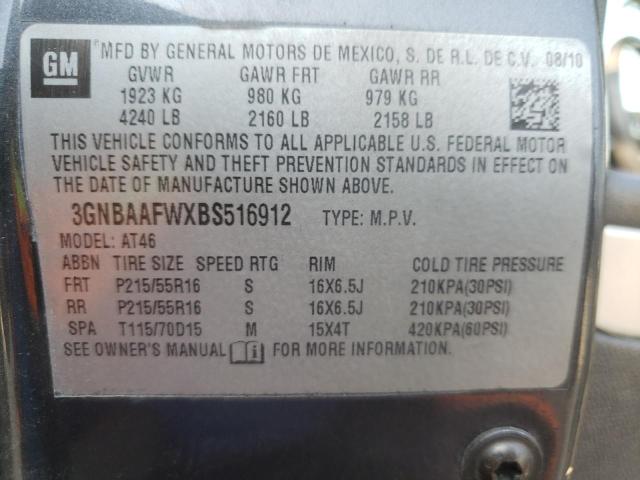 GM
MFD BY GENERAL MOTORS DE MEXICO, S. DE R.L. DE C.V. 08/10
GVWR GAWR FRT GAWR RR
1923 KG 980 KG 979 KG
4240 LB 2160 LB 2158 LB
THIS VEHICLE CONFORMS TO ALL APPLICABLE U.S. FEDERAL MOTOR
VEHICLE SAFETY AND THEFT PREVENTION STANDARDS IN EFFECT ON
THE DATE OF MANUFACTURE SHOWN ABOVE.
3GNBAAFWXBS516912 TYPE: M.P.V.
MODEL: AT46
ABBN TIRE SIZE SPEED RTG RIM COLD TIRE PRESSURE
FRT P215/55R16 S 16X6.5J 210KPA(30PSI)
RR P215/55R16 S 16X6.5J 210KPA(30PSI)
SPA T115/70D15 M 15X4T 420KPA(60PSI)
SEE OWNER'S MANUAL FOR MORE INFORMATION.